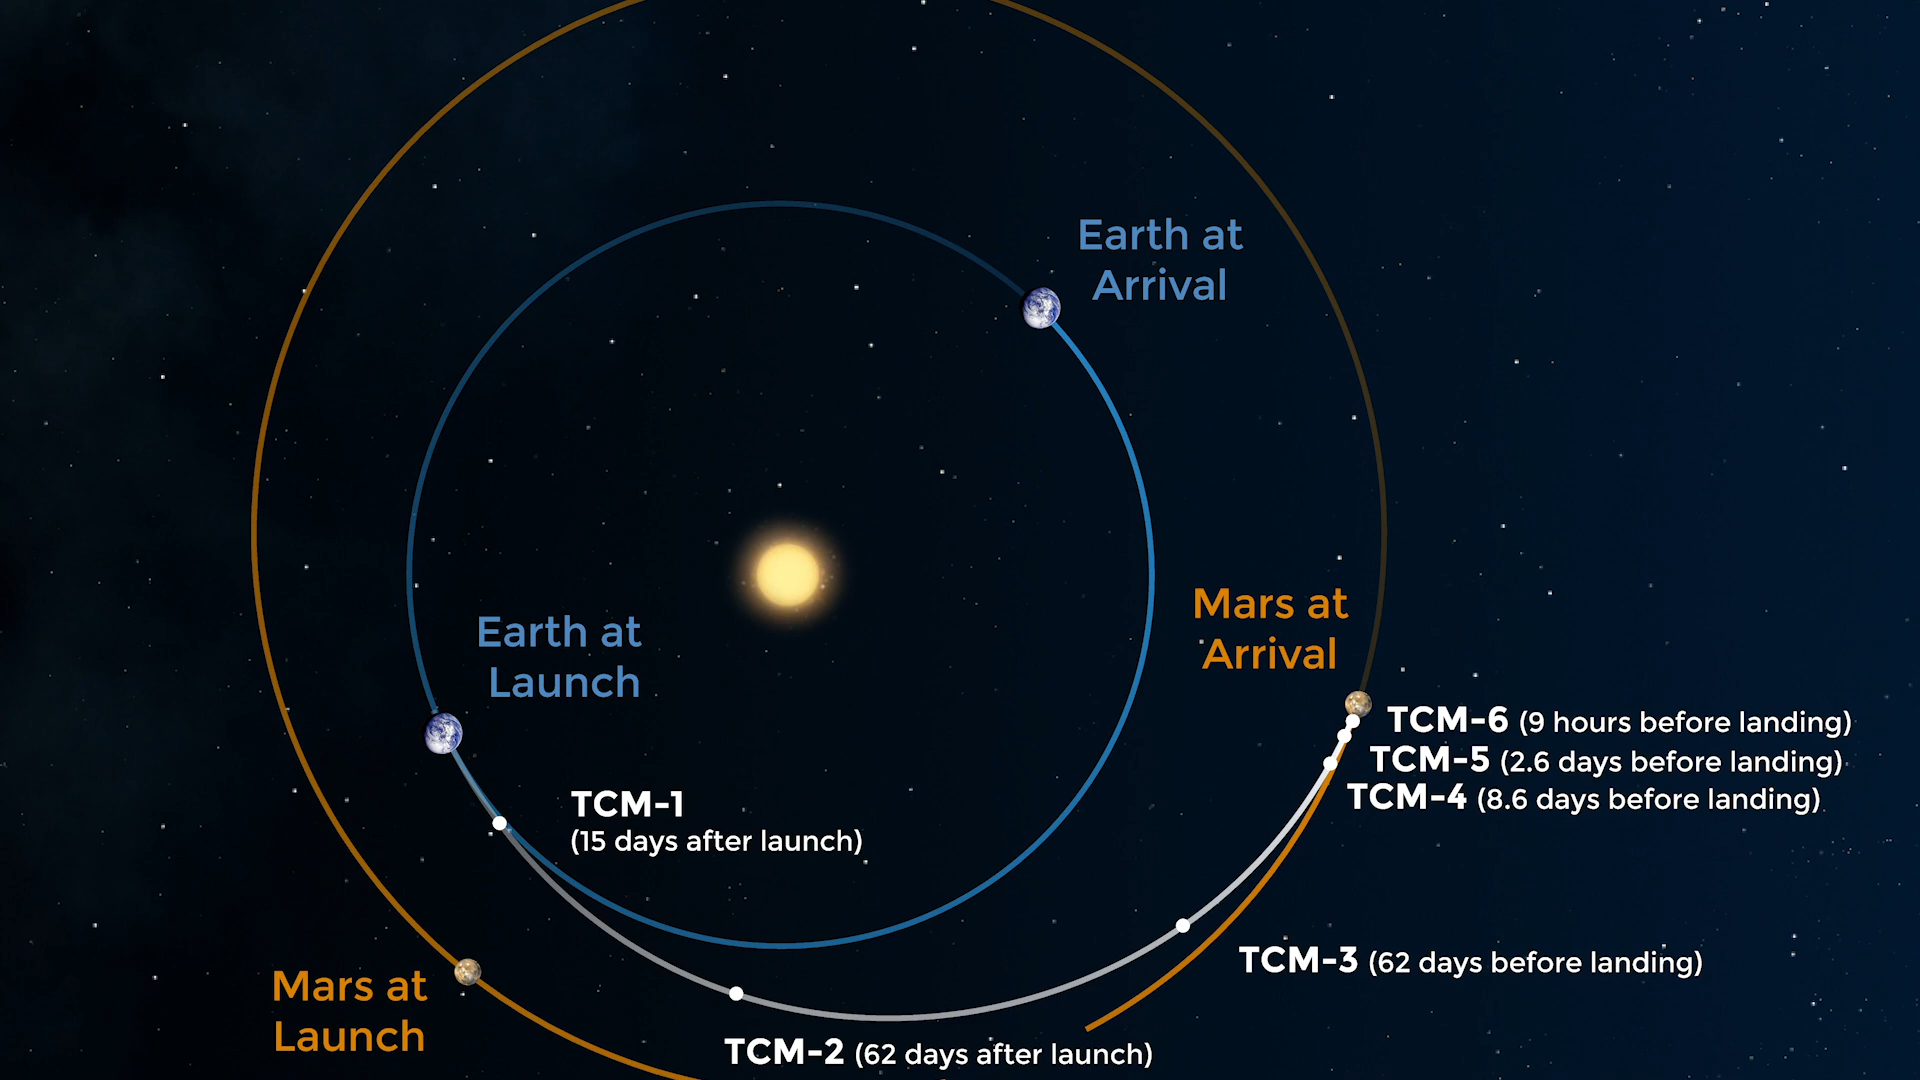 Earth at
Arrival
Mars at
Arrival
Earth at
Launch
TCM-6 (9 hours before landing)
TCM-5 (2.6 days before landing)
TCM-4 (8.6 days before landing)
TCM-1
(15 days after launch)
TCM-3 (62 days before landing)
Mars at
Launch
TCM-2 (62 days after launch)